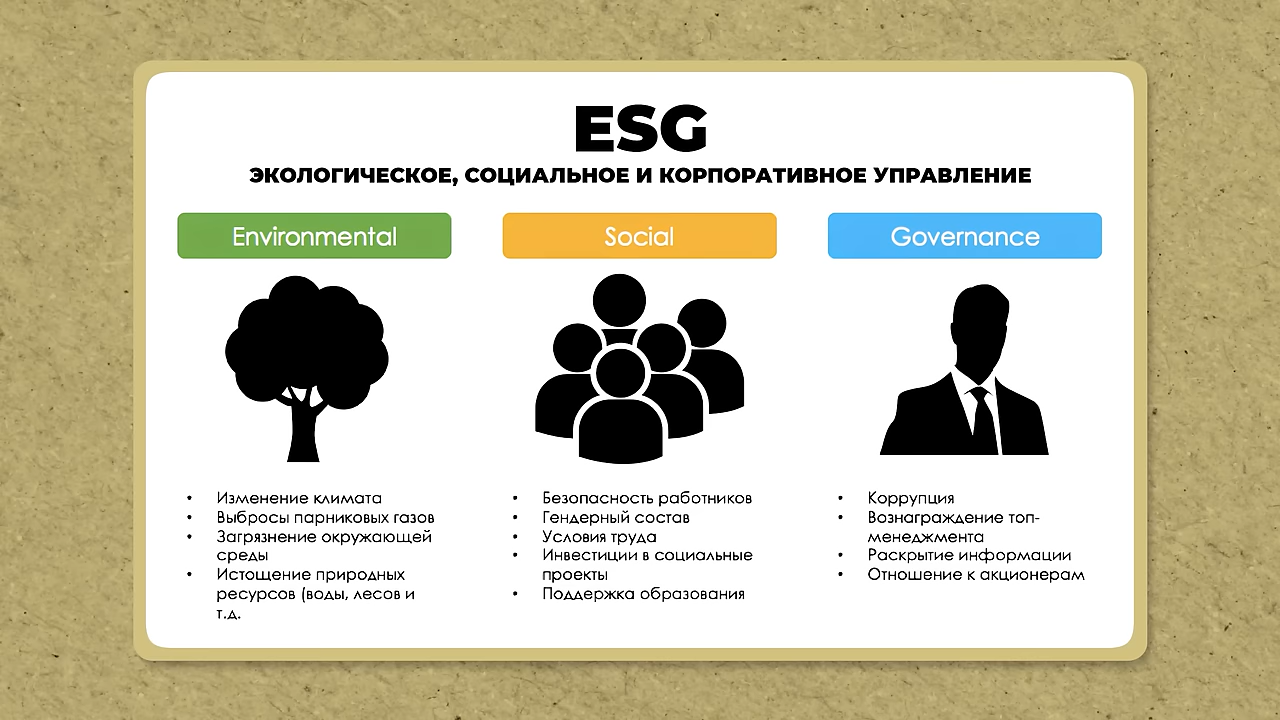 ESG
ЭКОЛОГИЧЕСКОЕ, СОЦИАЛЬНОЕ И КОРПОРАТИВНОЕ УПРАВЛЕНИЕ
Environmental
• Изменение климата
• Выбросы парниковых газов
• Загрязнение окружающей
среды
• Истощение природных
ресурсов (воды, лесов и
т.д.
Social
• Безопасность работников
• Гендерный состав
• Условия труда
• Инвестиции в социальные
проекты
• Поддержка образования
Governance
• Коррупция
• Вознаграждение топ-
менеджмента
• Раскрытие информации
• Отношение к акционерам